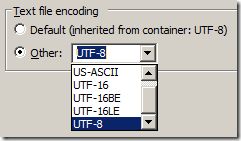 Text file encoding
Default (inherited from container: UTF-8)
Other: UTF-8
US-ASCII
UTF-16
UTF-16BE
UTF-16LE
UTF-8